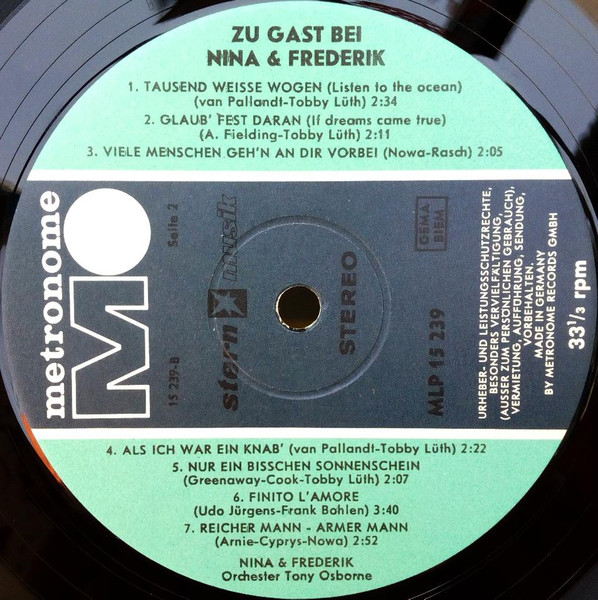 ZU GAST BEI
NINA & FREDERIK
1. TAUSEND WEISSE WOGEN (Listen to the ocean)
(van Pallandt-Tobby Lüth) 2:34
2. GLAUB' FEST DARAN (If dreams came true)
(A. Fielding-Tobby Lüth) 2:11
3. VIELE MENSCHEN GEH'N AN DIR VORBEI (Nowa-Rasch) 2:05
metronome
M
15 239-B
Seite 2
stern musik
STEREO
GEMA
BIEM
MLP 15 239
URHEBER- UND LEISTUNGSSCHUTZRECHTE,
BESONDERS VERVIELFÄLTIGUNG,
(AUSSER ZUM PERSÖNLICHEN GEBRAUCH),
VERMIETUNG, AUFFÜHRUNG, SENDUNG,
VORBEHALTEN.
MADE IN GERMANY
BY METRONOME RECORDS GMBH
33 1/3 rpm
4. ALS ICH WAR EIN KNAB' (van Pallandt-Tobby Lüth) 2:22
5. NUR EIN BISSCHEN SONNENSCHEIN
(Greenaway-Cook-Tobby Lüth) 2:07
6. FINITO L'AMORE
(Udo Jürgens-Frank Bohlen) 3:40
7. REICHER MANN - ARMER MANN
(Arnie-Cyprys-Nowa) 2:52
NINA & FREDERIK
Orchester Tony Osborne